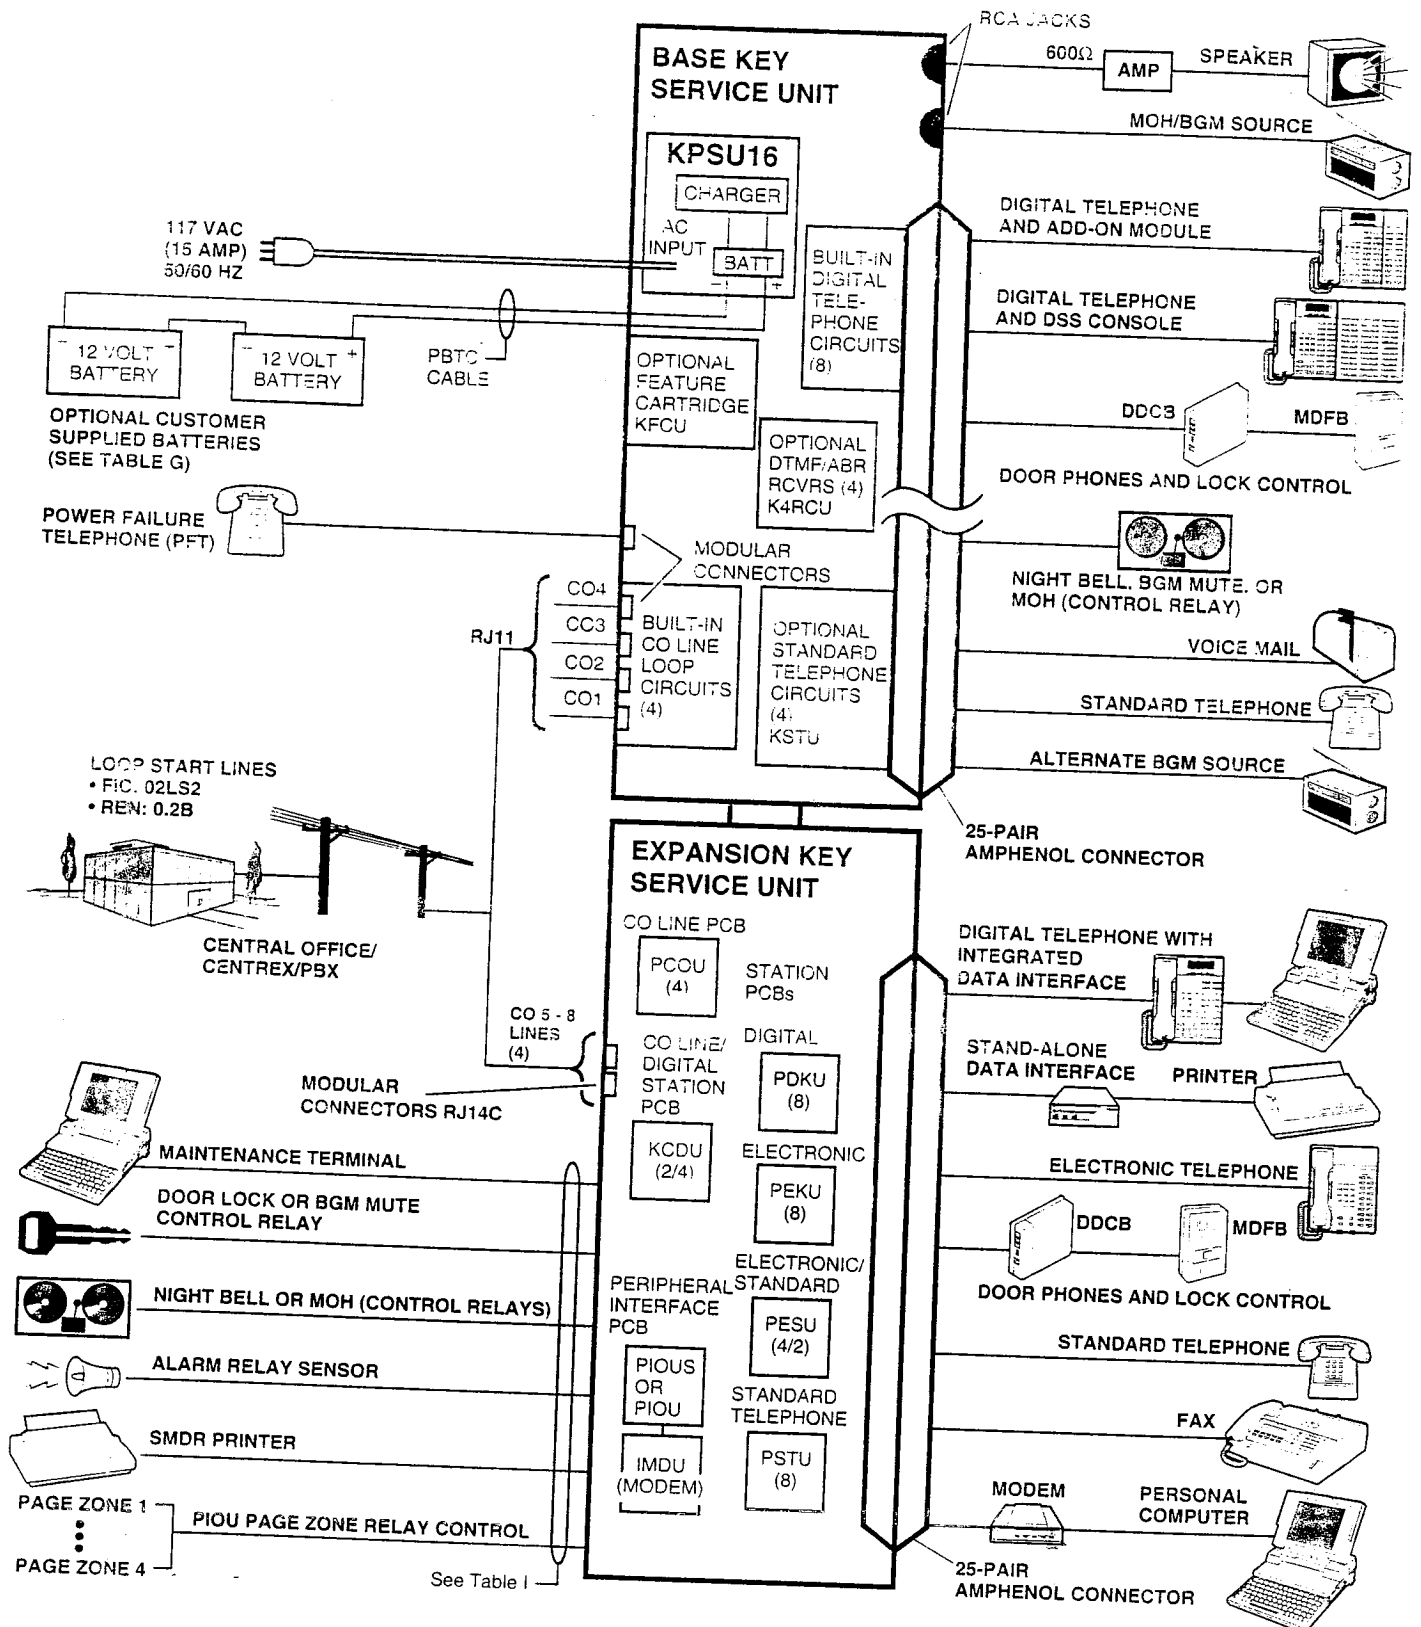 RCA JACKS
BASE KEY
SERVICE UNIT
600Ω
AMP
SPEAKER
MOH/BGM SOURCE
KPSU16
CHARGER
AC
INPUT
BATT
− +
117 VAC
(15 AMP)
50/60 HZ
BUILT-IN
DIGITAL
TELE-
PHONE
CIRCUITS
(8)
DIGITAL TELEPHONE
AND ADD-ON MODULE
DIGITAL TELEPHONE
AND DSS CONSOLE
− 12 VOLT +
BATTERY
− 12 VOLT +
BATTERY
PBTC
CABLE
OPTIONAL CUSTOMER
SUPPLIED BATTERIES
(SEE TABLE G)
OPTIONAL
FEATURE
CARTRIDGE
KFCU
OPTIONAL
DTMF/ABR
RCVRS (4)
K4RCU
DDCB
MDFB
DOOR PHONES AND LOCK CONTROL
POWER FAILURE
TELEPHONE (PFT)
MODULAR
CONNECTORS
NIGHT BELL, BGM MUTE, OR
MOH (CONTROL RELAY)
RJ11
CO4
CO3
CO2
CO1
BUILT-IN
CO LINE
LOOP
CIRCUITS
(4)
OPTIONAL
STANDARD
TELEPHONE
CIRCUITS
(4)
KSTU
VOICE MAIL
STANDARD TELEPHONE
ALTERNATE BGM SOURCE
25-PAIR
AMPHENOL CONNECTOR
LOOP START LINES
• FIC: 02LS2
• REN: 0.2B
CENTRAL OFFICE/
CENTREX/PBX
EXPANSION KEY
SERVICE UNIT
CO LINE PCB
PCOU
(4)
STATION
PCBs
CO 5 - 8
LINES
(4)
CO LINE/
DIGITAL
STATION
PCB
KCDU
(2/4)
DIGITAL
PDKU
(8)
ELECTRONIC
PEKU
(8)
ELECTRONIC/
STANDARD
PESU
(4/2)
STANDARD
TELEPHONE
PSTU
(8)
PERIPHERAL
INTERFACE
PCB
PIOUS
OR
PIOU
IMDU
(MODEM)
MODULAR
CONNECTORS RJ14C
MAINTENANCE TERMINAL
DOOR LOCK OR BGM MUTE
CONTROL RELAY
NIGHT BELL OR MOH (CONTROL RELAYS)
ALARM RELAY SENSOR
SMDR PRINTER
PAGE ZONE 1
PIOU PAGE ZONE RELAY CONTROL
PAGE ZONE 4
See Table I
DIGITAL TELEPHONE WITH
INTEGRATED
DATA INTERFACE
STAND-ALONE
DATA INTERFACE
PRINTER
ELECTRONIC TELEPHONE
DDCB
MDFB
DOOR PHONES AND LOCK CONTROL
STANDARD TELEPHONE
FAX
MODEM
PERSONAL
COMPUTER
25-PAIR
AMPHENOL CONNECTOR